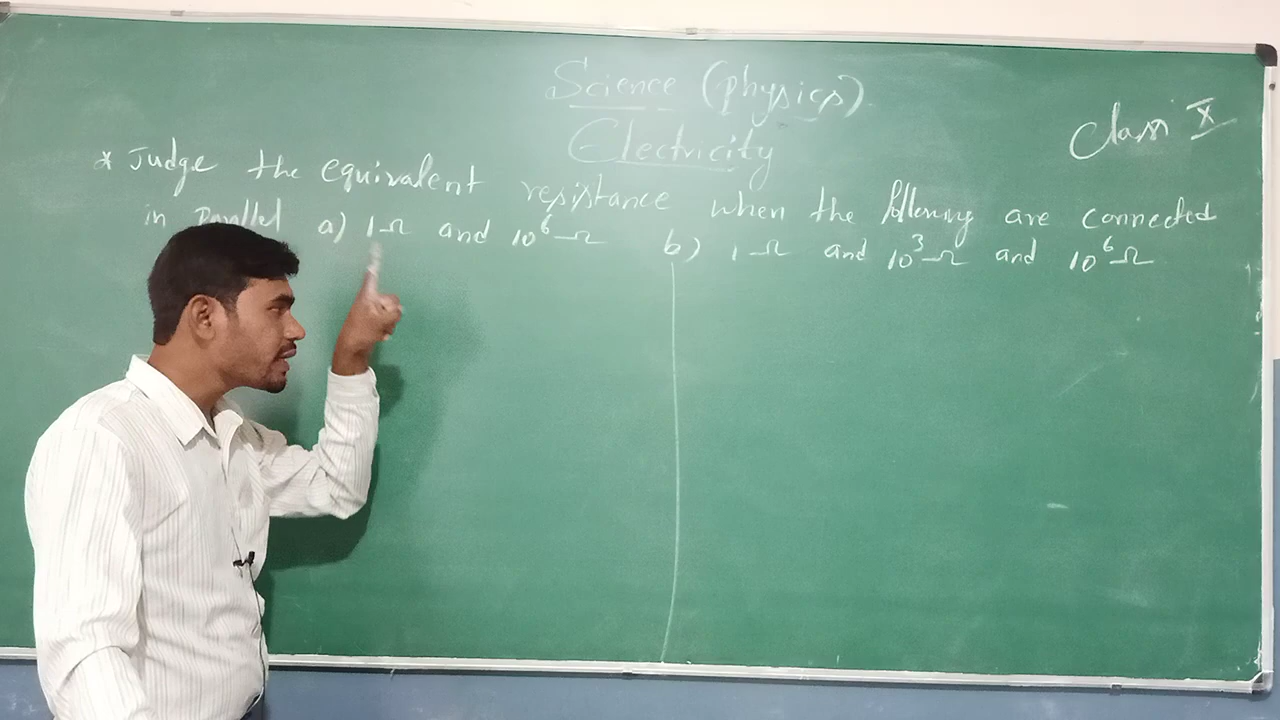 Science (physics)
Electricity
Class X
* Judge the equivalent resistance when the following are connected
in Parallel a) 1Ω and 10⁶Ω b) 1Ω and 10³Ω and 10⁶Ω